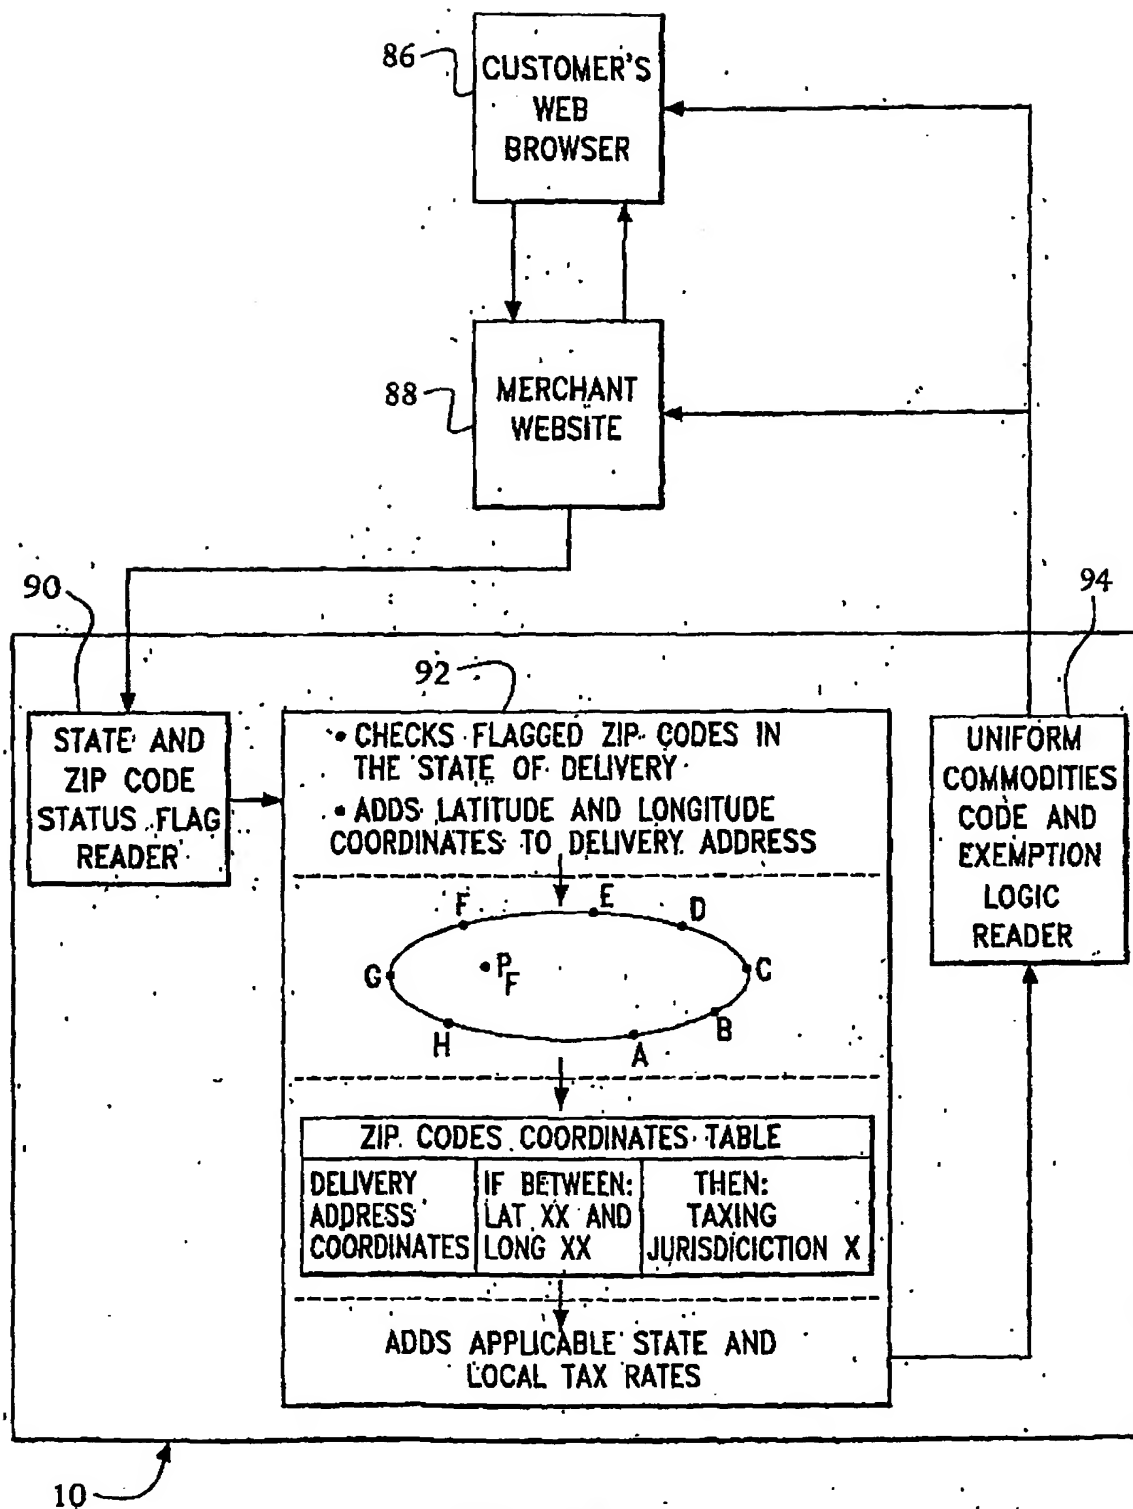 86
CUSTOMER'S
WEB
BROWSER
88
MERCHANT
WEBSITE
90
94
92
STATE AND
ZIP CODE
STATUS FLAG
READER
• CHECKS FLAGGED ZIP CODES IN
THE STATE OF DELIVERY
• ADDS LATITUDE AND LONGITUDE
COORDINATES TO DELIVERY ADDRESS
UNIFORM
COMMODITIES
CODE AND
EXEMPTION
LOGIC
READER
F
E
D
G
PF
C
H
A
B
ZIP CODES COORDINATES TABLE
DELIVERY
ADDRESS
COORDINATES
IF BETWEEN:
LAT XX AND
LONG XX
THEN:
TAXING
JURISDICICTION X
ADDS APPLICABLE STATE AND
LOCAL TAX RATES
10